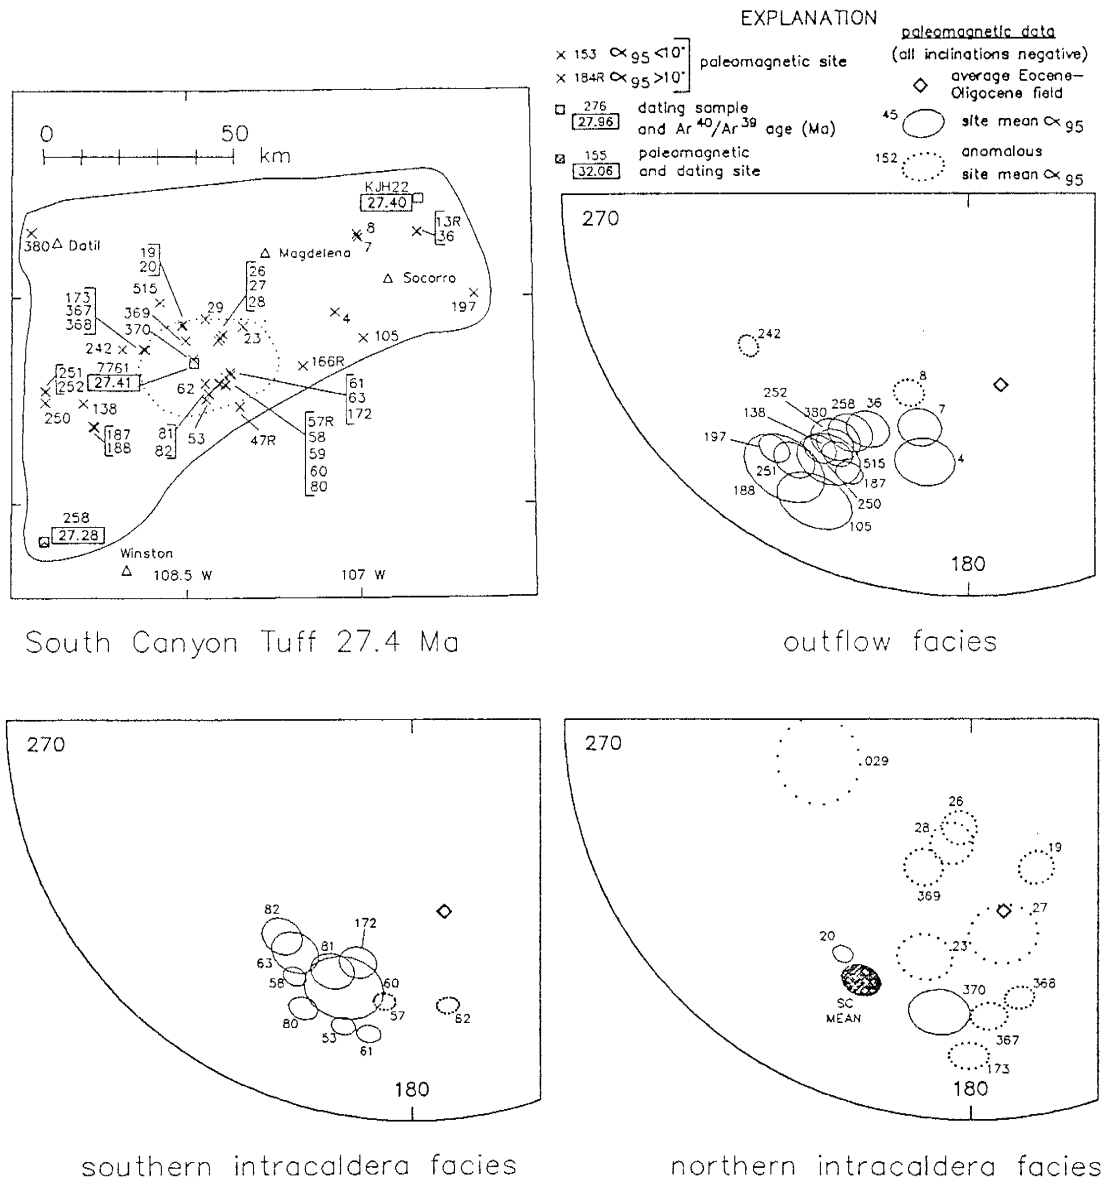 EXPLANATION
× 153 ∝ 95 <10°
× 184R ∝ 95 >10°
paleomagnetic site
276
27.96
dating sample
and Ar 40/Ar 39 age (Ma)
155
32.06
paleomagnetic
and dating site
paleomagnetic data
(all inclinations negative)
average Eocene-
Oligocene field
45
site mean ∝ 95
152
anomalous
site mean ∝ 95
0 50
km
KJH22
27.40
13R
36
8
7
380
Datil
19
20
Magdelena
26
27
28
Socorro
197
515
173
367
368
369
370
29
23
4
105
242
7761
27.41
166R
251
252
250
138
62
61
63
172
187
188
81
82
53
47R
57R
58
59
60
80
258
27.28
Winston
108.5 W
107 W
South Canyon Tuff 27.4 Ma
270
242
8
252
138
380
258
36
7
197
251
188
515
187
250
105
4
180
outflow facies
270
82
63
58
81
172
60
57
80
53
61
62
180
southern intracaldera facies
270
.029
26
28
19
369
27
23
20
SC
MEAN
370
368
367
173
180
northern intracaldera facies